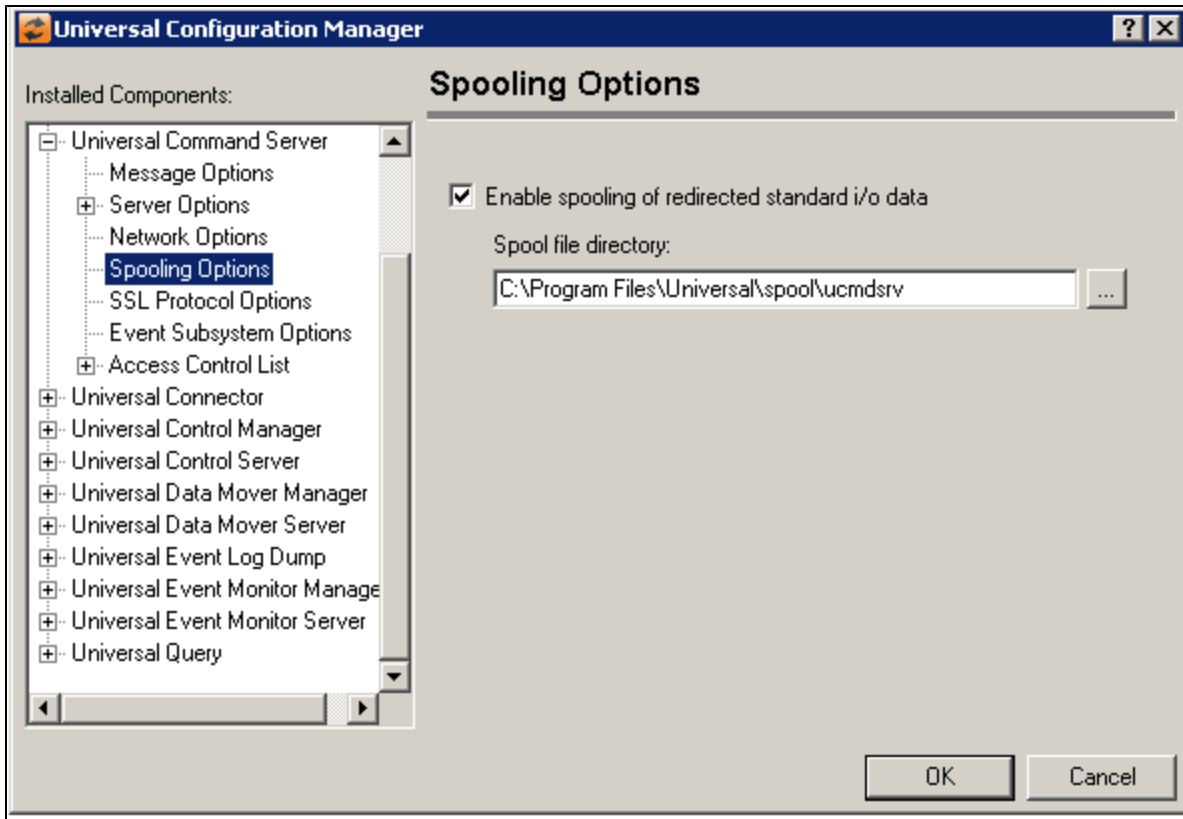 Universal Configuration Manager
Installed Components:
Universal Command Server
Message Options
Server Options
Network Options
Spooling Options
SSL Protocol Options
Event Subsystem Options
Access Control List
Universal Connector
Universal Control Manager
Universal Control Server
Universal Data Mover Manager
Universal Data Mover Server
Universal Event Log Dump
Universal Event Monitor Manage
Universal Event Monitor Server
Universal Query
Spooling Options
Enable spooling of redirected standard i/o data
Spool file directory:
C:\Program Files\Universal\spool\ucmdsrv
...
OK
Cancel